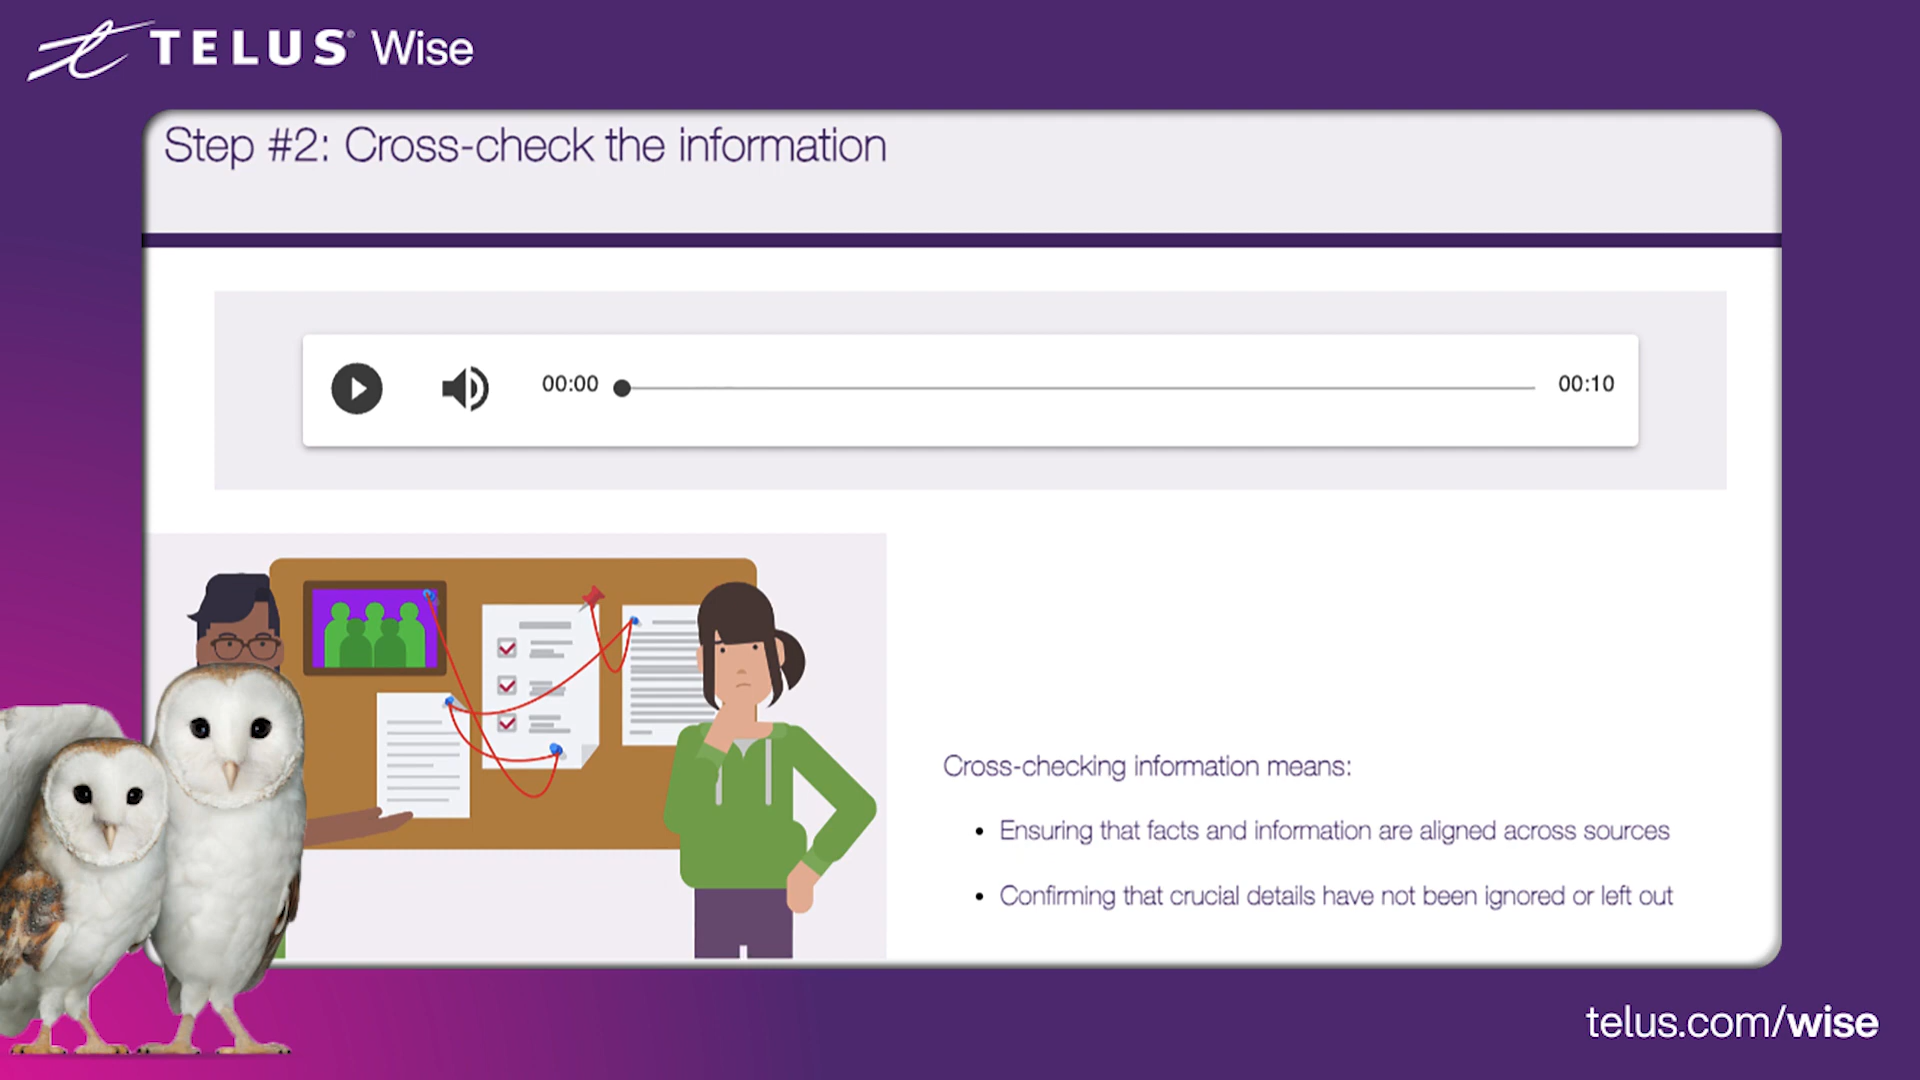 TELUS® Wise
Step #2: Cross-check the information
00:00
00:10
Cross-checking information means:
• Ensuring that facts and information are aligned across sources
• Confirming that crucial details have not been ignored or left out
telus.com/wise